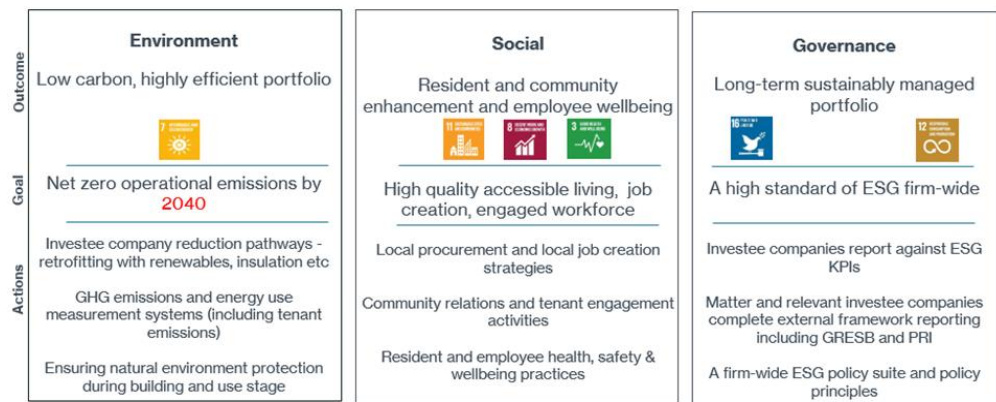 Outcome
Goal
Actions
Environment
Low carbon, highly efficient portfolio
7
Net zero operational emissions by
2040
Investee company reduction pathways -
retrofitting with renewables, insulation etc
GHG emissions and energy use
measurement systems (including tenant
emissions)
Ensuring natural environment protection
during building and use stage
Social
Resident and community
enhancement and employee wellbeing
11
8
3
High quality accessible living, job
creation, engaged workforce
Local procurement and local job creation
strategies
Community relations and tenant engagement
activities
Resident and employee health, safety &
wellbeing practices
Governance
Long-term sustainably managed
portfolio
16
12
A high standard of ESG firm-wide
Investee companies report against ESG
KPIs
Matter and relevant investee companies
complete external framework reporting
including GRESB and PRI
A firm-wide ESG policy suite and policy
principles